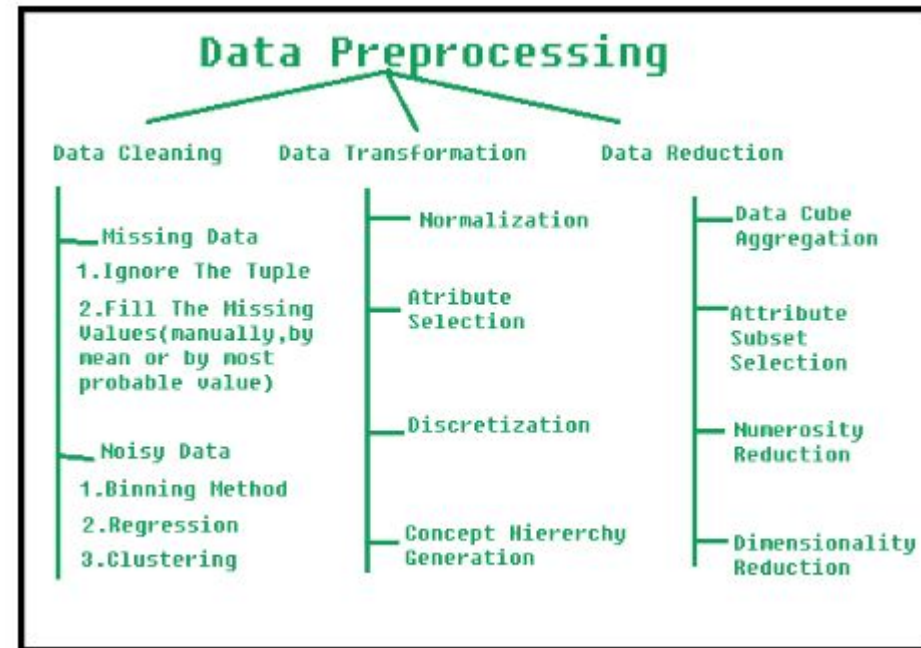 Data Preprocessing
Data Cleaning
Missing Data
1.Ignore The Tuple
2.Fill The Missing
Values(manually,by
mean or by most
probable value)
Noisy Data
1.Binning Method
2.Regression
3.Clustering
Data Transformation
Normalization
Atribute
Selection
Discretization
Concept Hiererchy
Generation
Data Reduction
Data Cube
Aggregation
Attribute
Subset
Selection
Numerosity
Reduction
Dimensionality
Reduction